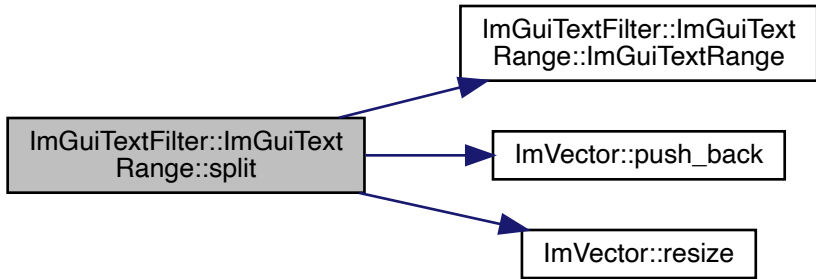 ImGuiTextFilter::ImGuiText
Range::split
ImGuiTextFilter::ImGuiText
Range::ImGuiTextRange
ImVector::push_back
ImVector::resize